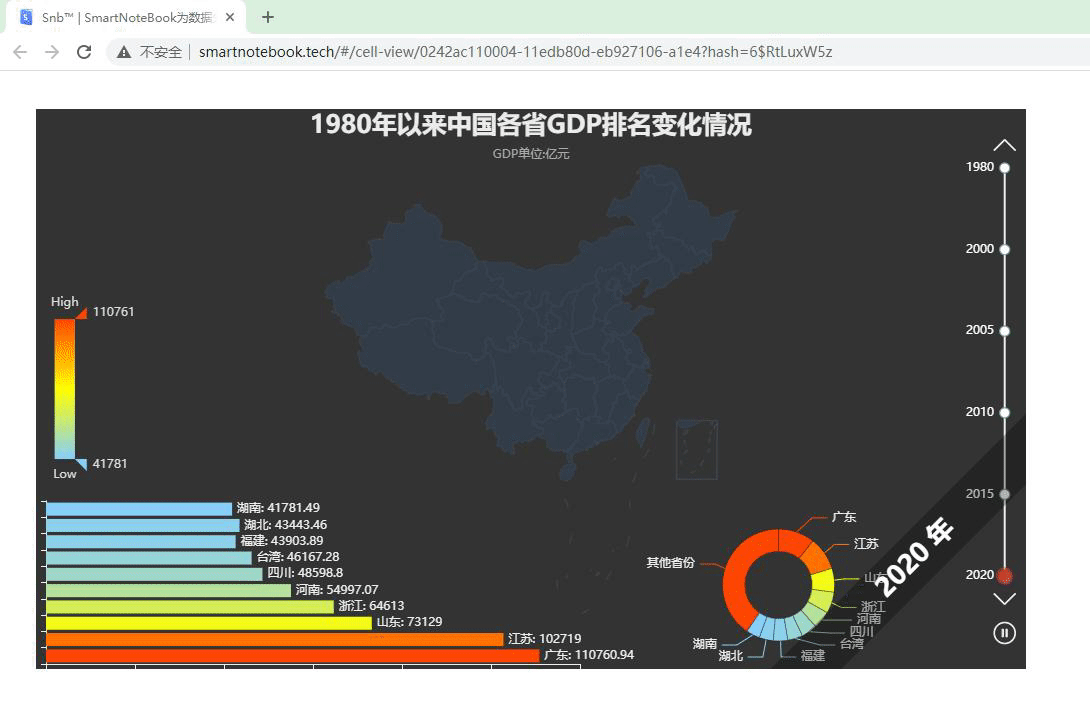 Snb™ | SmartNoteBook为数据
不安全
smartnotebook.tech/#/cell-view/0242ac110004-11edb80d-eb927106-a1e4?hash=6$RtLuxW5z
1980年以来中国各省GDP排名变化情况
GDP单位:亿元
1980
2000
2005
2010
2015
2020
High
110761
41781
Low
湖南: 41781.49
湖北: 43443.46
福建: 43903.89
台湾: 46167.28
四川: 48598.8
河南: 54997.07
浙江: 64613
山东: 73129
江苏: 102719
广东: 110760.94
广东
江苏
山东
浙江
河南
四川
台湾
福建
湖北
湖南
其他省份
2020 年